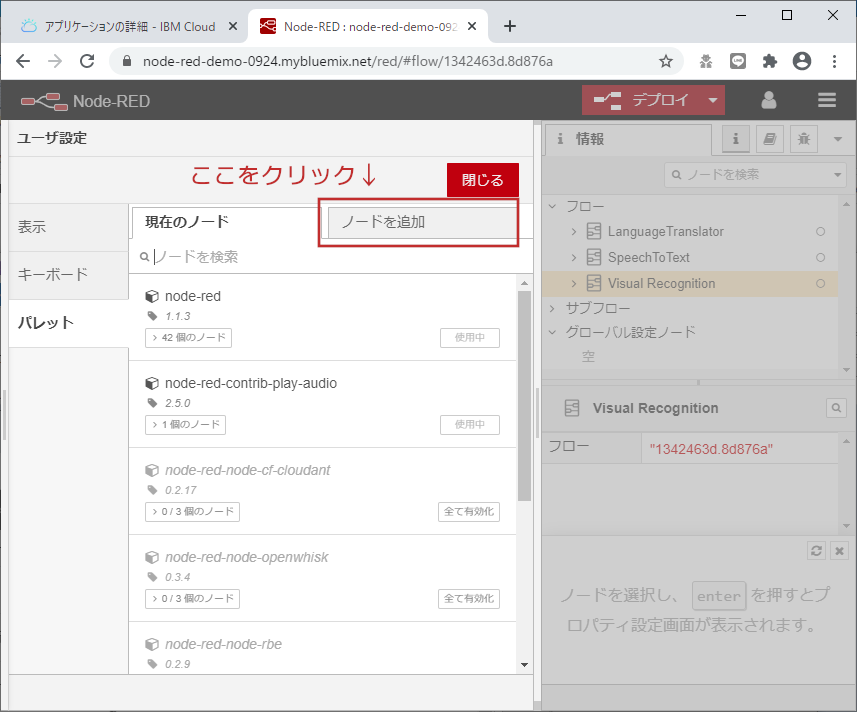 アプリケーションの詳細 - IBM Cloud
Node-RED : node-red-demo-092
node-red-demo-0924.mybluemix.net/red/#flow/1342463d.8d876a
Node-RED
デプロイ
ユーザ設定
ここをクリック↓
閉じる
表示
キーボード
パレット
現在のノード
ノードを追加
ノードを検索
node-red
1.1.3
42 個のノード
使用中
node-red-contrib-play-audio
2.5.0
1 個のノード
使用中
node-red-node-cf-cloudant
0.2.17
0 / 3 個のノード
全て有効化
node-red-node-openwhisk
0.3.4
0 / 3 個のノード
全て有効化
node-red-node-rbe
0.2.9
情報
ノードを検索
フロー
LanguageTranslator
SpeechToText
Visual Recognition
サブフロー
グローバル設定ノード
空
Visual Recognition
フロー
"1342463d.8d876a"
ノードを選択し、 enter を押すとプ
ロパティ設定画面が表示されます。